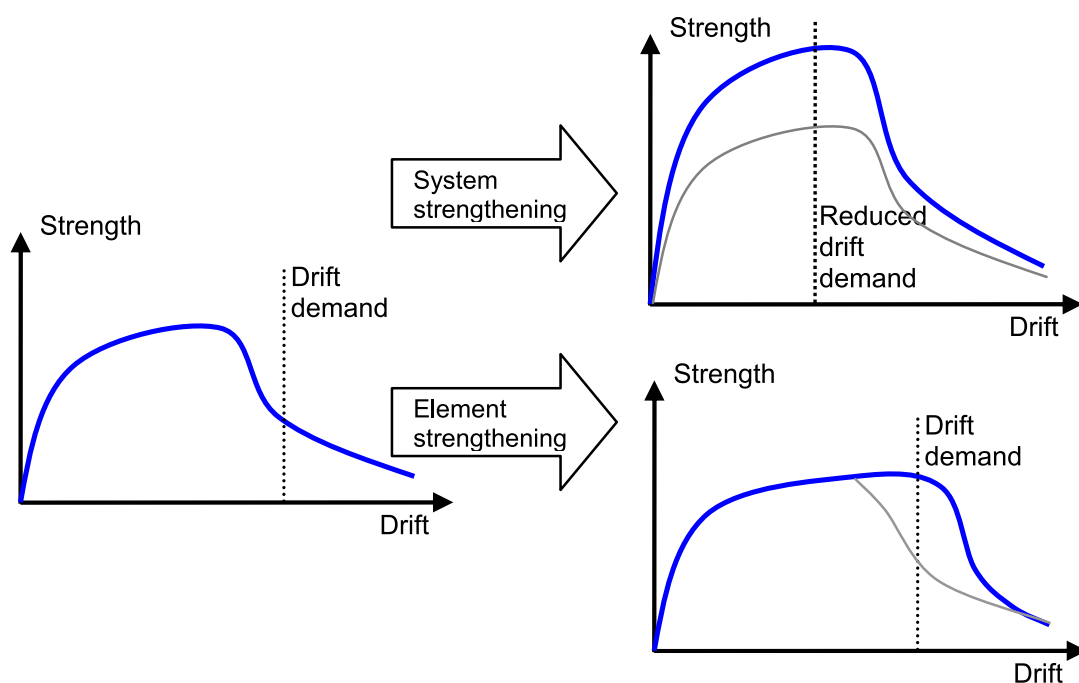 Strength
Drift
demand
Drift
System
strengthening
Element
strengthening
Strength
Reduced
drift
demand
Drift
Strength
Drift
demand
Drift